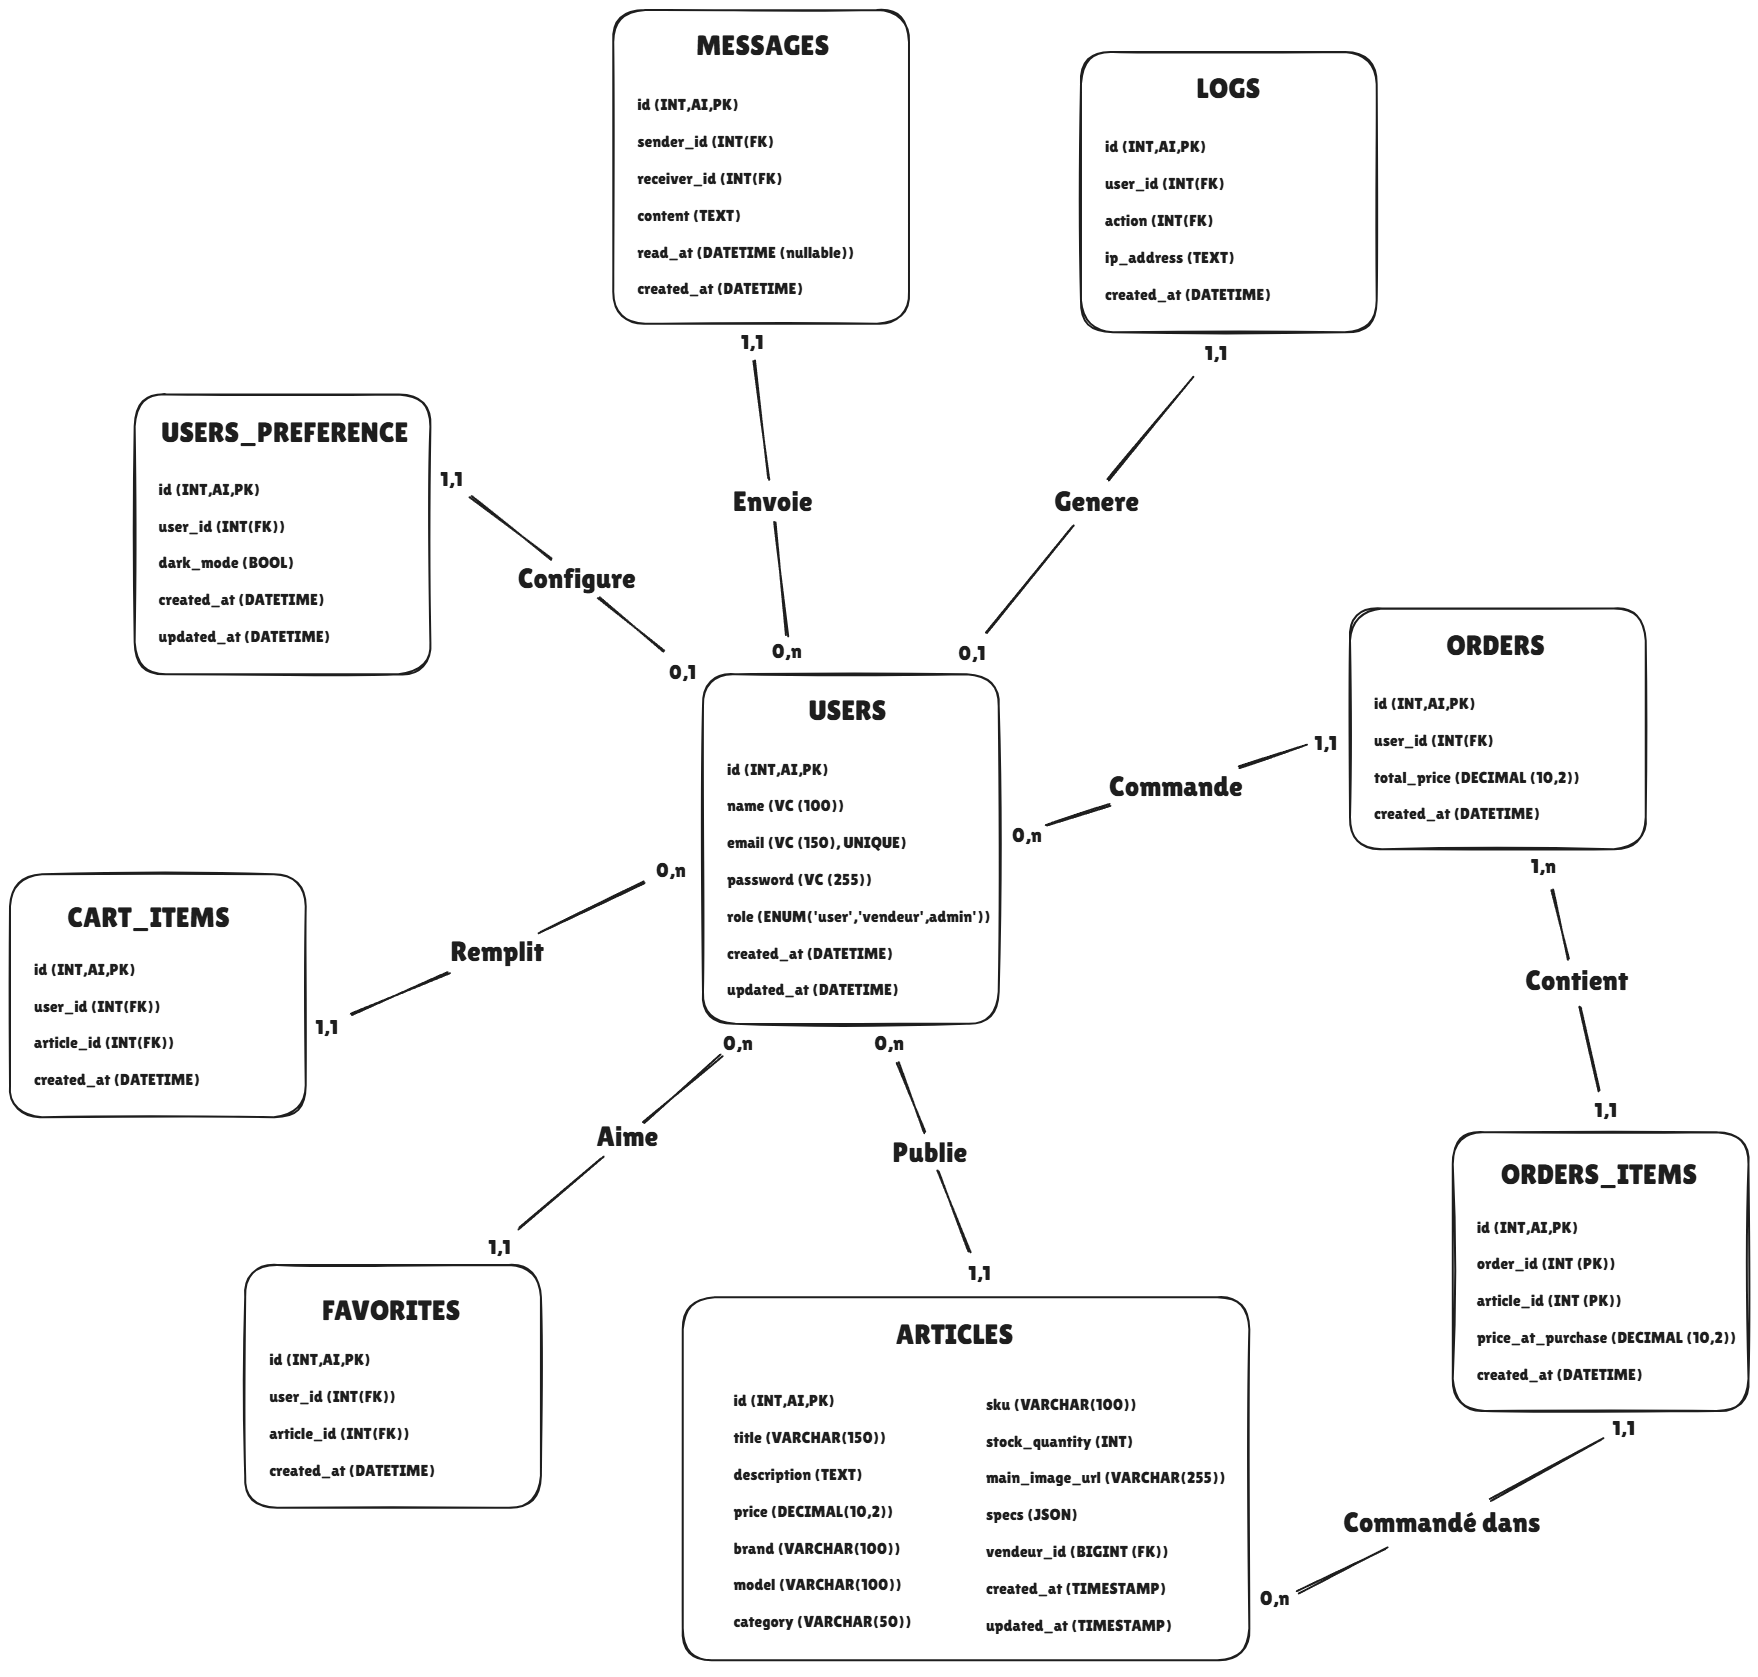 MESSAGES
id (INT,AI,PK)
sender_id (INT(FK)
receiver_id (INT(FK)
content (TEXT)
read_at (DATETIME (nullable))
created_at (DATETIME)
1,1
LOGS
id (INT,AI,PK)
user_id (INT(FK)
action (INT(FK)
ip_address (TEXT)
created_at (DATETIME)
1,1
USERS_PREFERENCE
id (INT,AI,PK)
user_id (INT(FK))
dark_mode (BOOL)
created_at (DATETIME)
updated_at (DATETIME)
1,1
Configure
0,1
Envoie
0,n
Genere
0,1
USERS
id (INT,AI,PK)
name (VC (100))
email (VC (150), UNIQUE)
password (VC (255))
role (ENUM('user','vendeur',admin'))
created_at (DATETIME)
updated_at (DATETIME)
ORDERS
id (INT,AI,PK)
user_id (INT(FK)
total_price (DECIMAL (10,2))
created_at (DATETIME)
1,1
Commande
0,n
1,n
Contient
1,1
CART_ITEMS
id (INT,AI,PK)
user_id (INT(FK))
article_id (INT(FK))
created_at (DATETIME)
0,n
Remplit
1,1
0,n
Aime
1,1
0,n
Publie
1,1
FAVORITES
id (INT,AI,PK)
user_id (INT(FK))
article_id (INT(FK))
created_at (DATETIME)
ARTICLES
id (INT,AI,PK)
title (VARCHAR(150))
description (TEXT)
price (DECIMAL(10,2))
brand (VARCHAR(100))
model (VARCHAR(100))
category (VARCHAR(50))
sku (VARCHAR(100))
stock_quantity (INT)
main_image_url (VARCHAR(255))
specs (JSON)
vendeur_id (BIGINT (FK))
created_at (TIMESTAMP)
updated_at (TIMESTAMP)
ORDERS_ITEMS
id (INT,AI,PK)
order_id (INT (PK))
article_id (INT (PK))
price_at_purchase (DECIMAL (10,2))
created_at (DATETIME)
1,1
Commandé dans
0,n